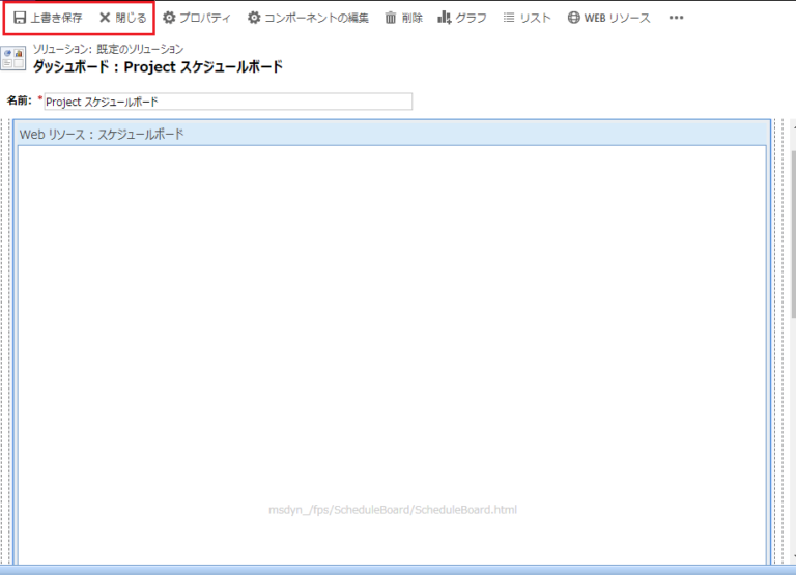 上書き保存 閉じる プロパティ コンポーネントの編集 削除 グラフ リスト WEB リソース •••
ソリューション: 既定のソリューション
ダッシュボード : Project スケジュールボード
名前: * Project スケジュールボード
Web リソース : スケジュールボード
msdyn_/fps/ScheduleBoard/ScheduleBoard.html